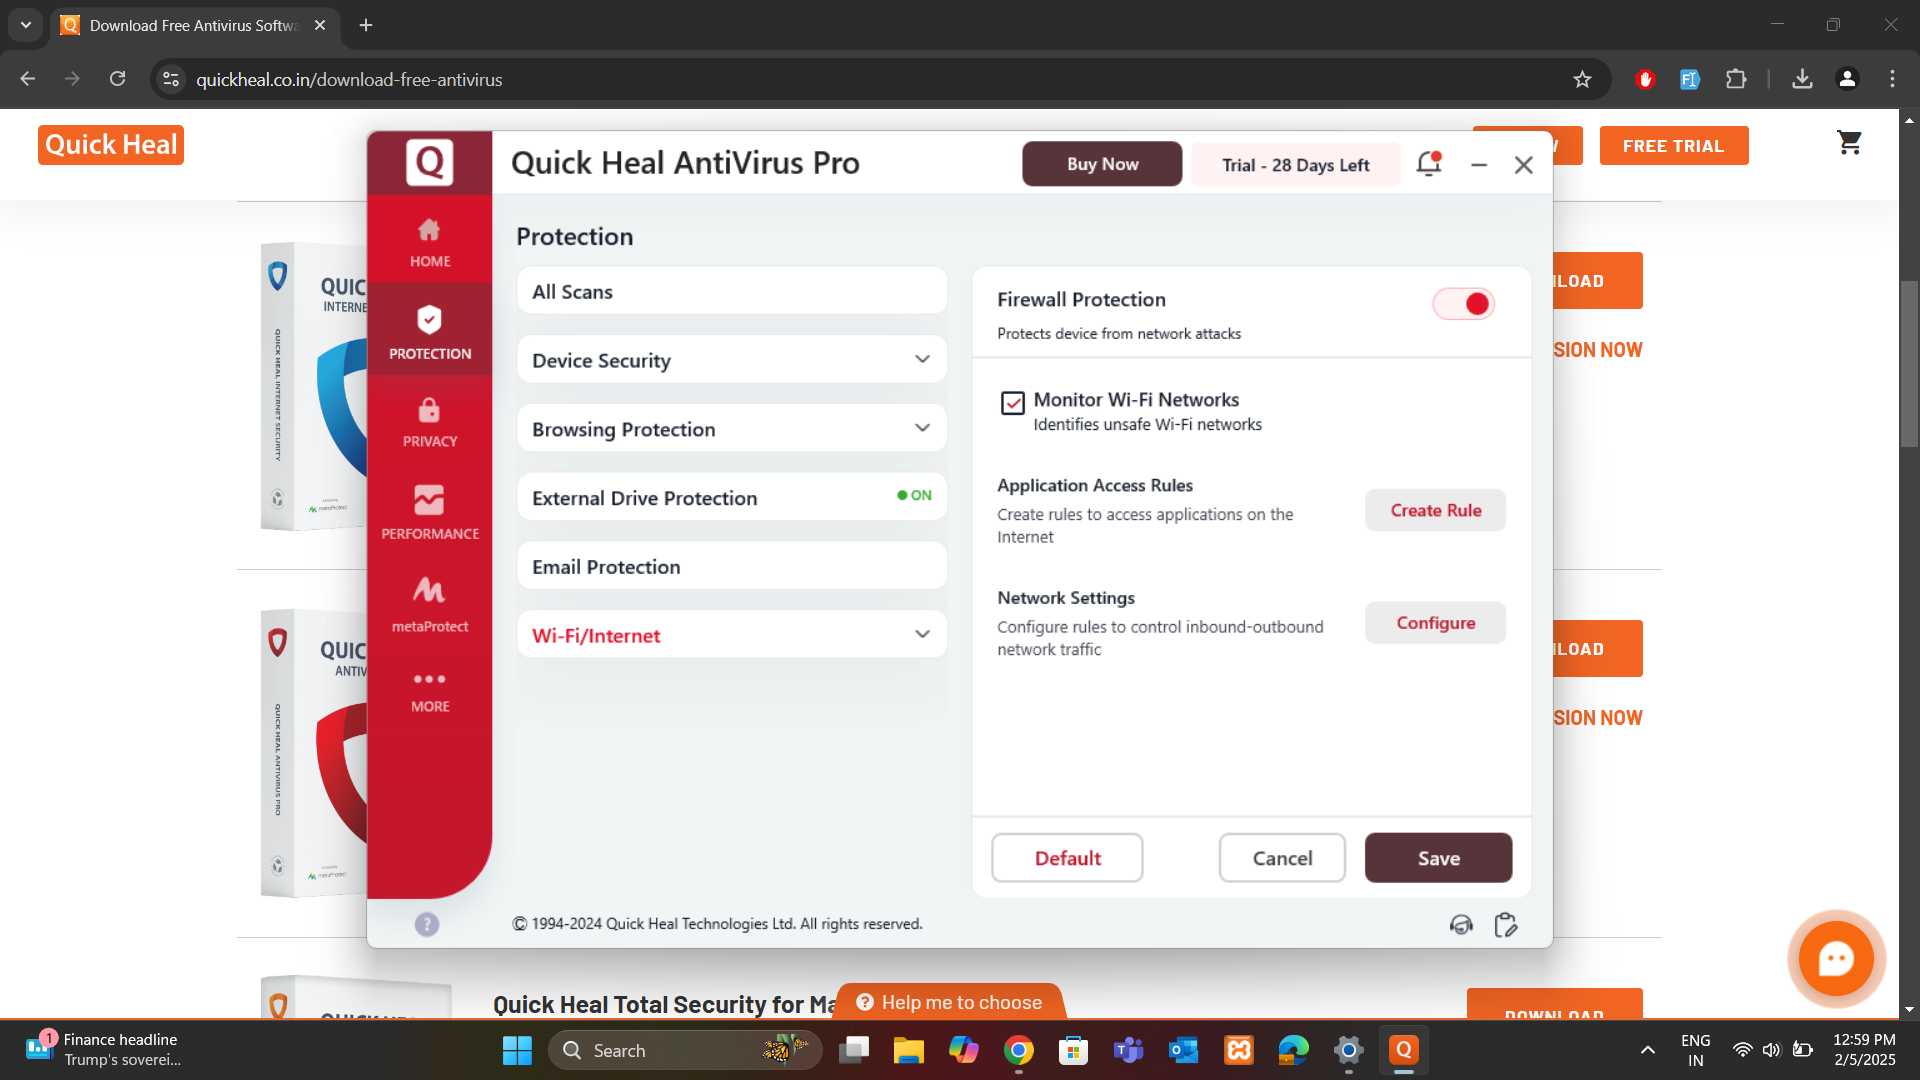 Download Free Antivirus Softwa
quickheal.co.in/download-free-antivirus
Quick Heal
FREE TRIAL
Q
Quick Heal AntiVirus Pro
Buy Now
Trial - 28 Days Left
HOME
PROTECTION
PRIVACY
PERFORMANCE
metaProtect
MORE
Protection
All Scans
Device Security
Browsing Protection
External Drive Protection
ON
Email Protection
Wi-Fi/Internet
Firewall Protection
Protects device from network attacks
Monitor Wi-Fi Networks
Identifies unsafe Wi-Fi networks
Application Access Rules
Create rules to access applications on the
Internet
Create Rule
Network Settings
Configure rules to control inbound-outbound
network traffic
Configure
Default
Cancel
Save
?
© 1994-2024 Quick Heal Technologies Ltd. All rights reserved.
QUIC
INTERNE
QUICK HEAL INTERNET SECURITY
metaProtect
LOAD
SION NOW
QUIC
ANTIV
QUICK HEAL ANTIVIRUS PRO
metaProtect
LOAD
SION NOW
Quick Heal Total Security for Ma
? Help me to choose
DOWNLOAD
1
Finance headline
Trump's soverei...
Search
ENG
IN
12:59 PM
2/5/2025